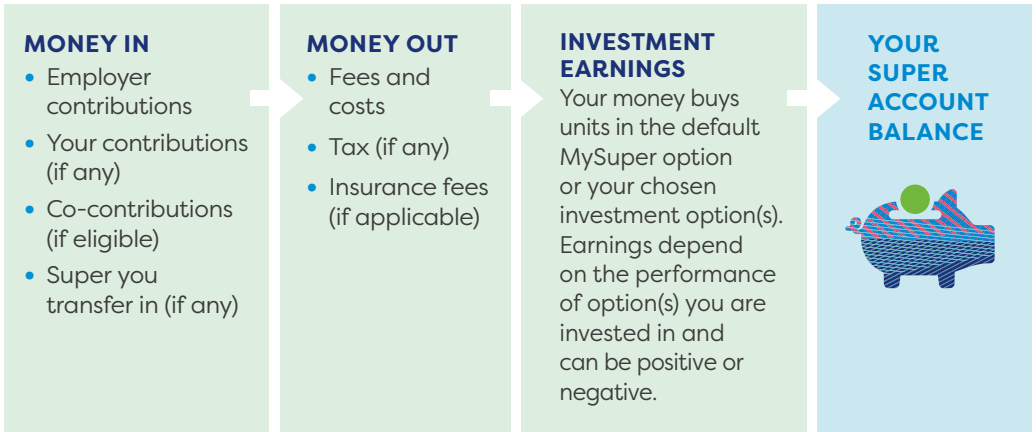 MONEY IN
• Employer
contributions
• Your contributions
(if any)
• Co-contributions
(if eligible)
• Super you
transfer in (if any)
MONEY OUT
• Fees and
costs
• Tax (if any)
• Insurance fees
(if applicable)
INVESTMENT
EARNINGS
Your money buys
units in the default
MySuper option
or your chosen
investment option(s).
Earnings depend
on the performance
of option(s) you are
invested in and
can be positive or
negative.
YOUR
SUPER
ACCOUNT
BALANCE